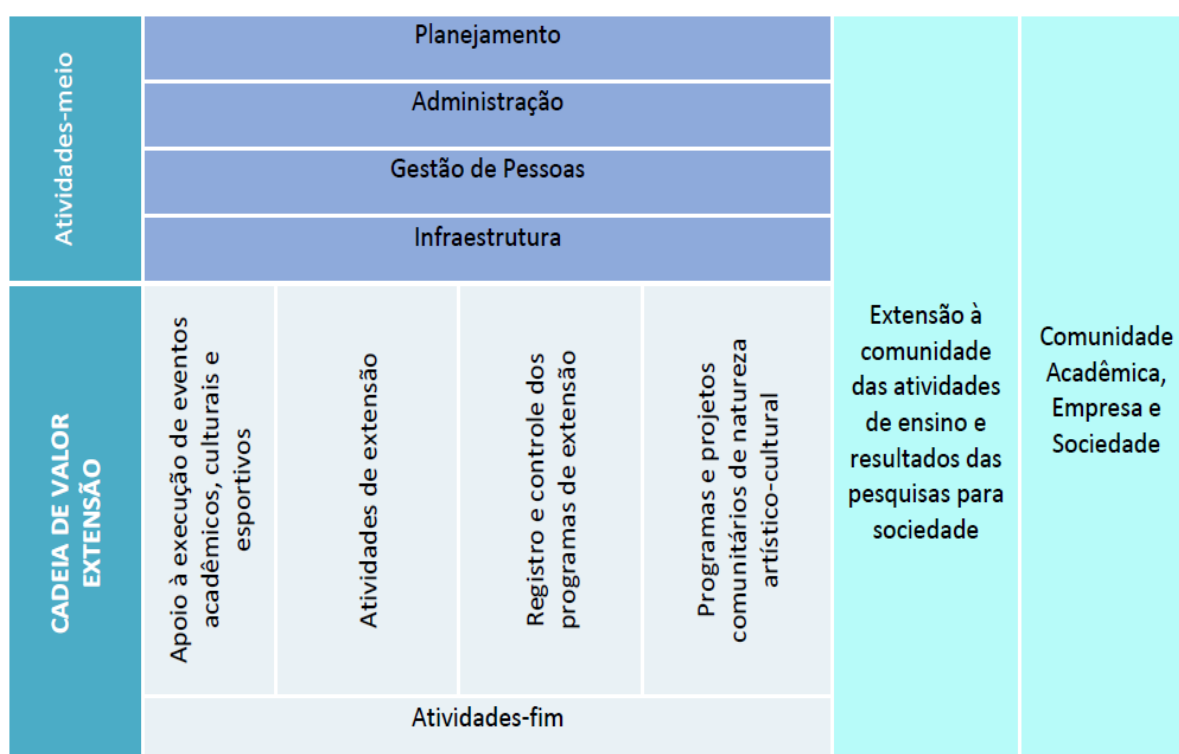 Atividades-meio
Planejamento
Administração
Gestão de Pessoas
Infraestrutura
CADEIA DE VALOR
EXTENSÃO
Apoio à execução de eventos
acadêmicos, culturais e
esportivos
Atividades de extensão
Registro e controle dos
programas de extensão
Programas e projetos
comunitários de natureza
artístico-cultural
Atividades-fim
Extensão à
comunidade
das atividades
de ensino e
resultados das
pesquisas para
sociedade
Comunidade
Acadêmica,
Empresa e
Sociedade